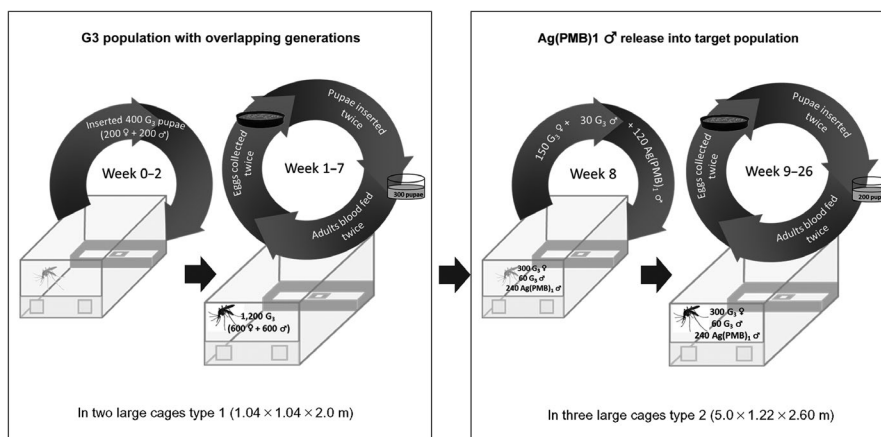 G3 population with overlapping generations
Inserted 400 G₃ pupae
(200 ♀ + 200 ♂)
Week 0–2
Eggs collected
twice
Pupae inserted
twice
Week 1–7
300 pupae
Adults blood fed
twice
1,200 G₃
(600 ♀ + 600 ♂)
In two large cages type 1 (1.04 × 1.04 × 2.0 m)
Ag(PMB)1 ♂ release into target population
150 G₃ ♀ + 30 G₃ ♂ + 120 Ag(PMB)₁ ♂
Week 8
300 G₃ ♀
60 G₃ ♂
240 Ag(PMB)₁ ♂
Eggs collected
twice
Pupae inserted
twice
Week 9–26
200 pup
Adults blood fed
twice
300 G₃ ♀
60 G₃ ♂
240 Ag(PMB)₁ ♂
In three large cages type 2 (5.0 × 1.22 × 2.60 m)